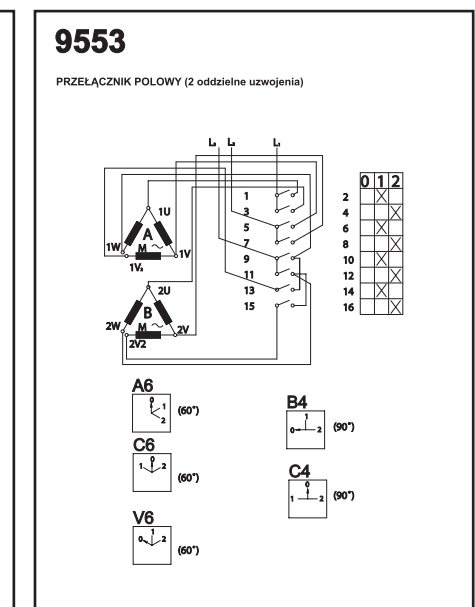 9553
PRZEŁĄCZNIK POLOWY (2 oddzielne uzwojenia)
L₃ L₂ L₁
0 1 2
1 2
3 4
5 6
7 8
9 10
11 12
13 14
15 16
1U
A
1W M ~ 1V
1V₂
2U
B
2W M ~ 2V
2V2
A6
0 1 2 (60°)
B4
0 1 2 (90°)
C6
1 0 2 (60°)
C4
1 0 2 (90°)
V6
0 1 2 (60°)